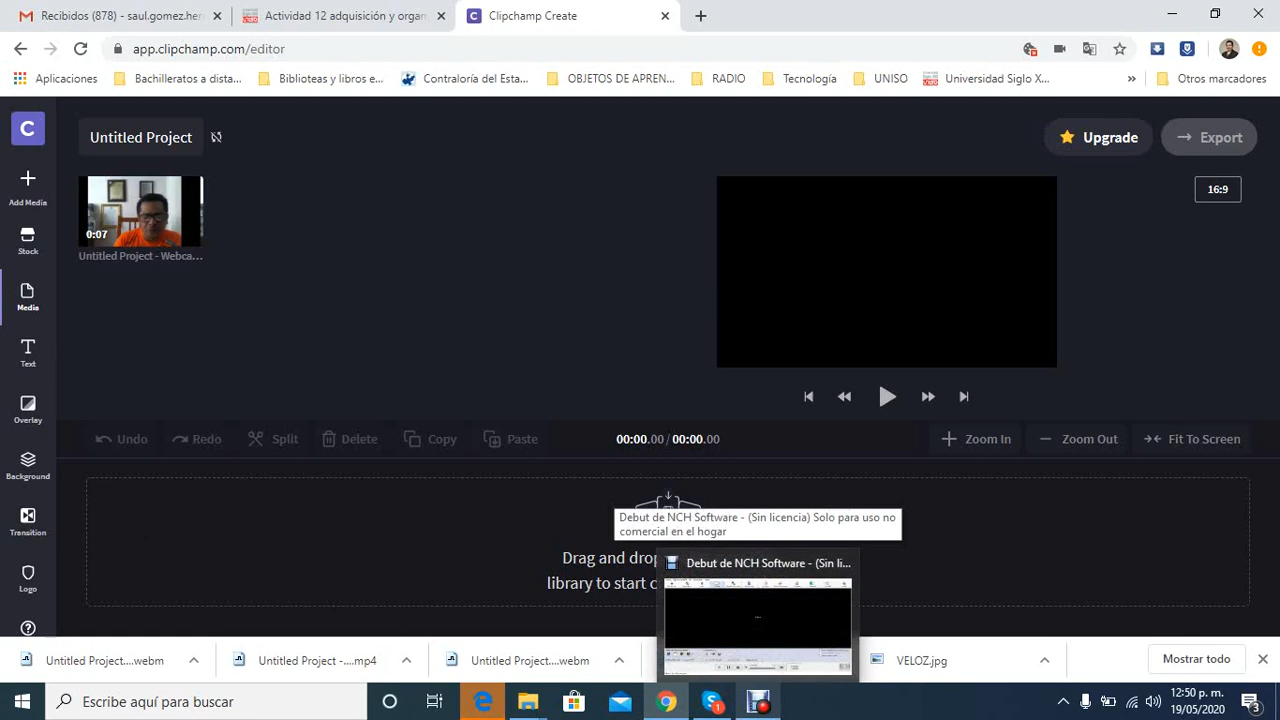 Recibidos (878) - saul.gomez.her
Actividad 12 adquisición y organ
Clipchamp Create
app.clipchamp.com/editor
Aplicaciones
Bachilleratos a dista...
Biblioteas y libros e...
Contraloría del Esta...
OBJETOS DE APREN...
RADIO
Tecnología
UNISO
Universidad Siglo X...
»
Otros marcadores
C
Untitled Project
Upgrade
Export
Add Media
Stock
Media
Text
Overlay
Background
Transition
Logo
0:07
Untitled Project - Webca...
16:9
Undo
Redo
Split
Delete
Copy
Paste
00:00.00 / 00:00.00
Zoom In
Zoom Out
Fit To Screen
Debut de NCH Software - (Sin licencia) Solo para uso no
comercial en el hogar
Drag and drop
library to start
Debut de NCH Software - (Sin li...
Untitled Project....webm
Untitled Project -....mp4
Untitled Project....webm
VELOZ.jpg
Mostrar todo
Escribe aquí para buscar
1
12:50 p. m.
19/05/2020
3